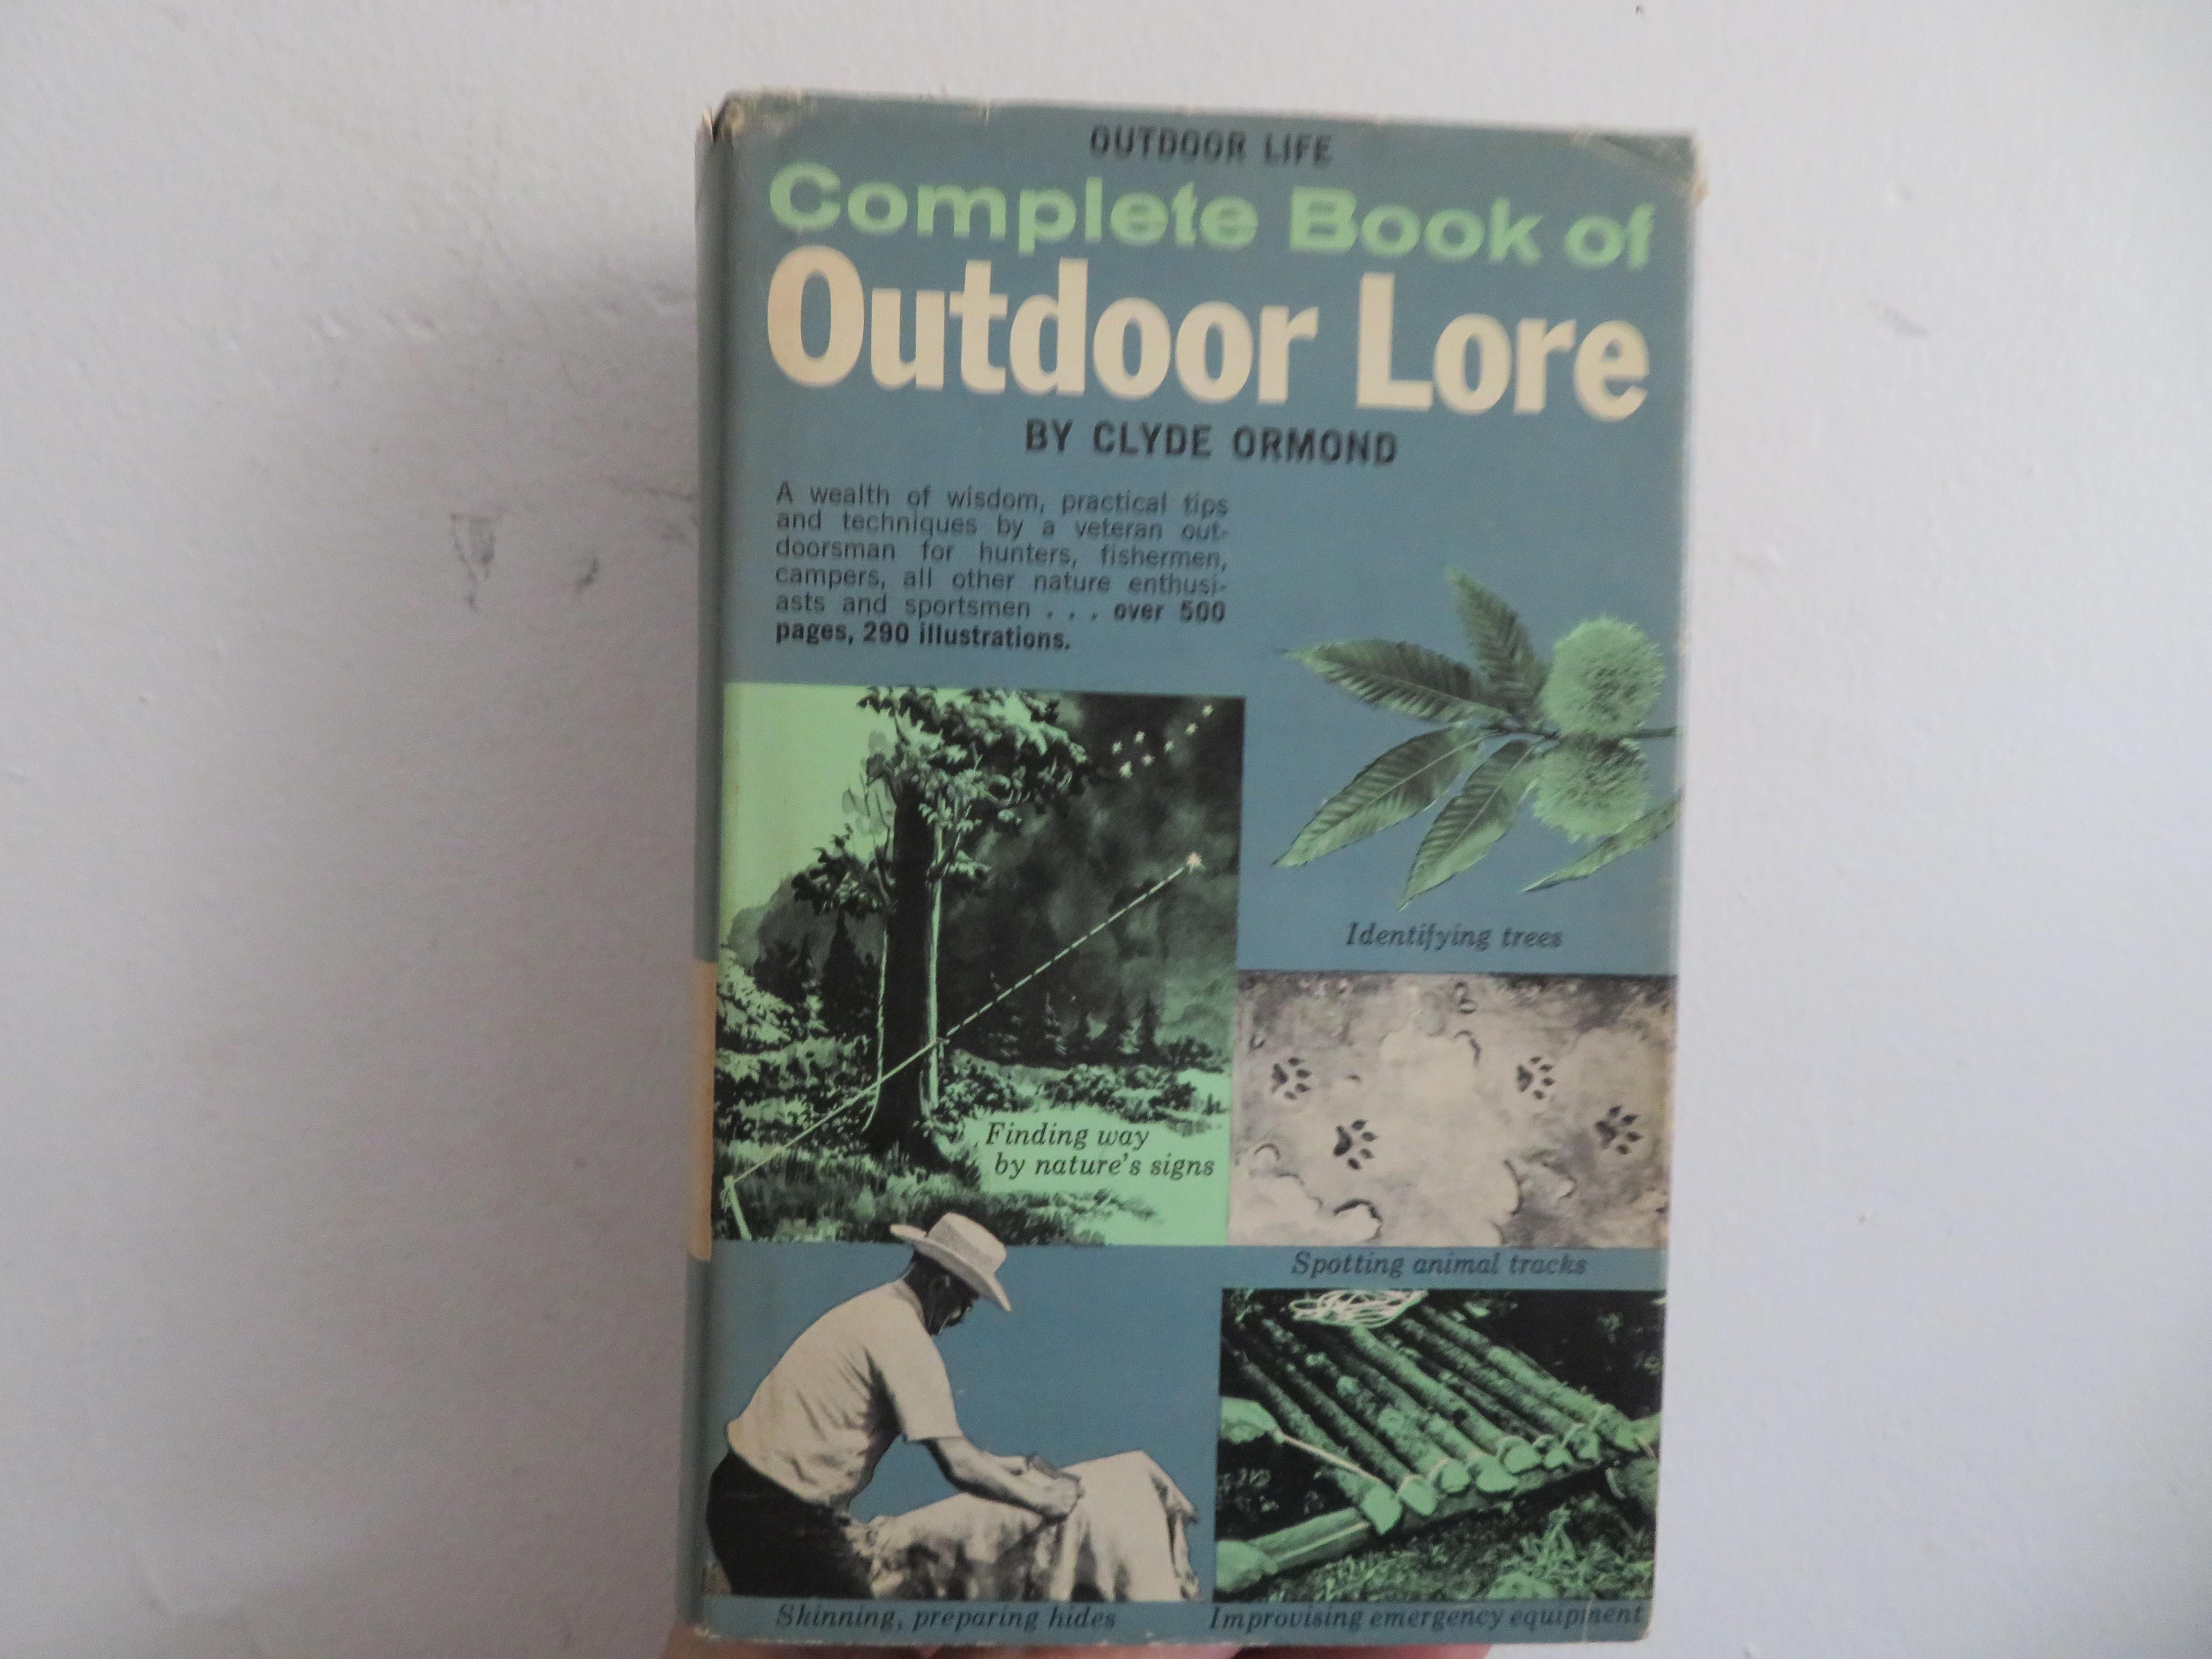 OUTDOOR LIFE
Complete Book of
Outdoor Lore
BY CLYDE ORMOND
A wealth of wisdom, practical tips
and techniques by a veteran out-
doorsman for hunters, fishermen,
campers, all other nature enthusi-
asts and sportsmen . . . over 500
pages, 290 illustrations.
Identifying trees
Finding way
by nature's signs
Spotting animal tracks
Skinning, preparing hides
Improvising emergency equipment